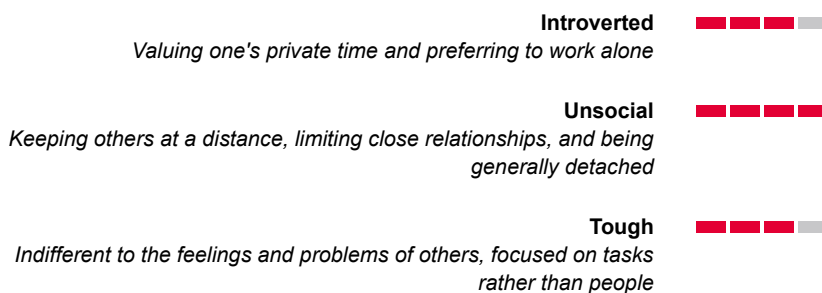 Introverted
Valuing one's private time and preferring to work alone
Unsocial
Keeping others at a distance, limiting close relationships, and being
generally detached
Tough
Indifferent to the feelings and problems of others, focused on tasks
rather than people